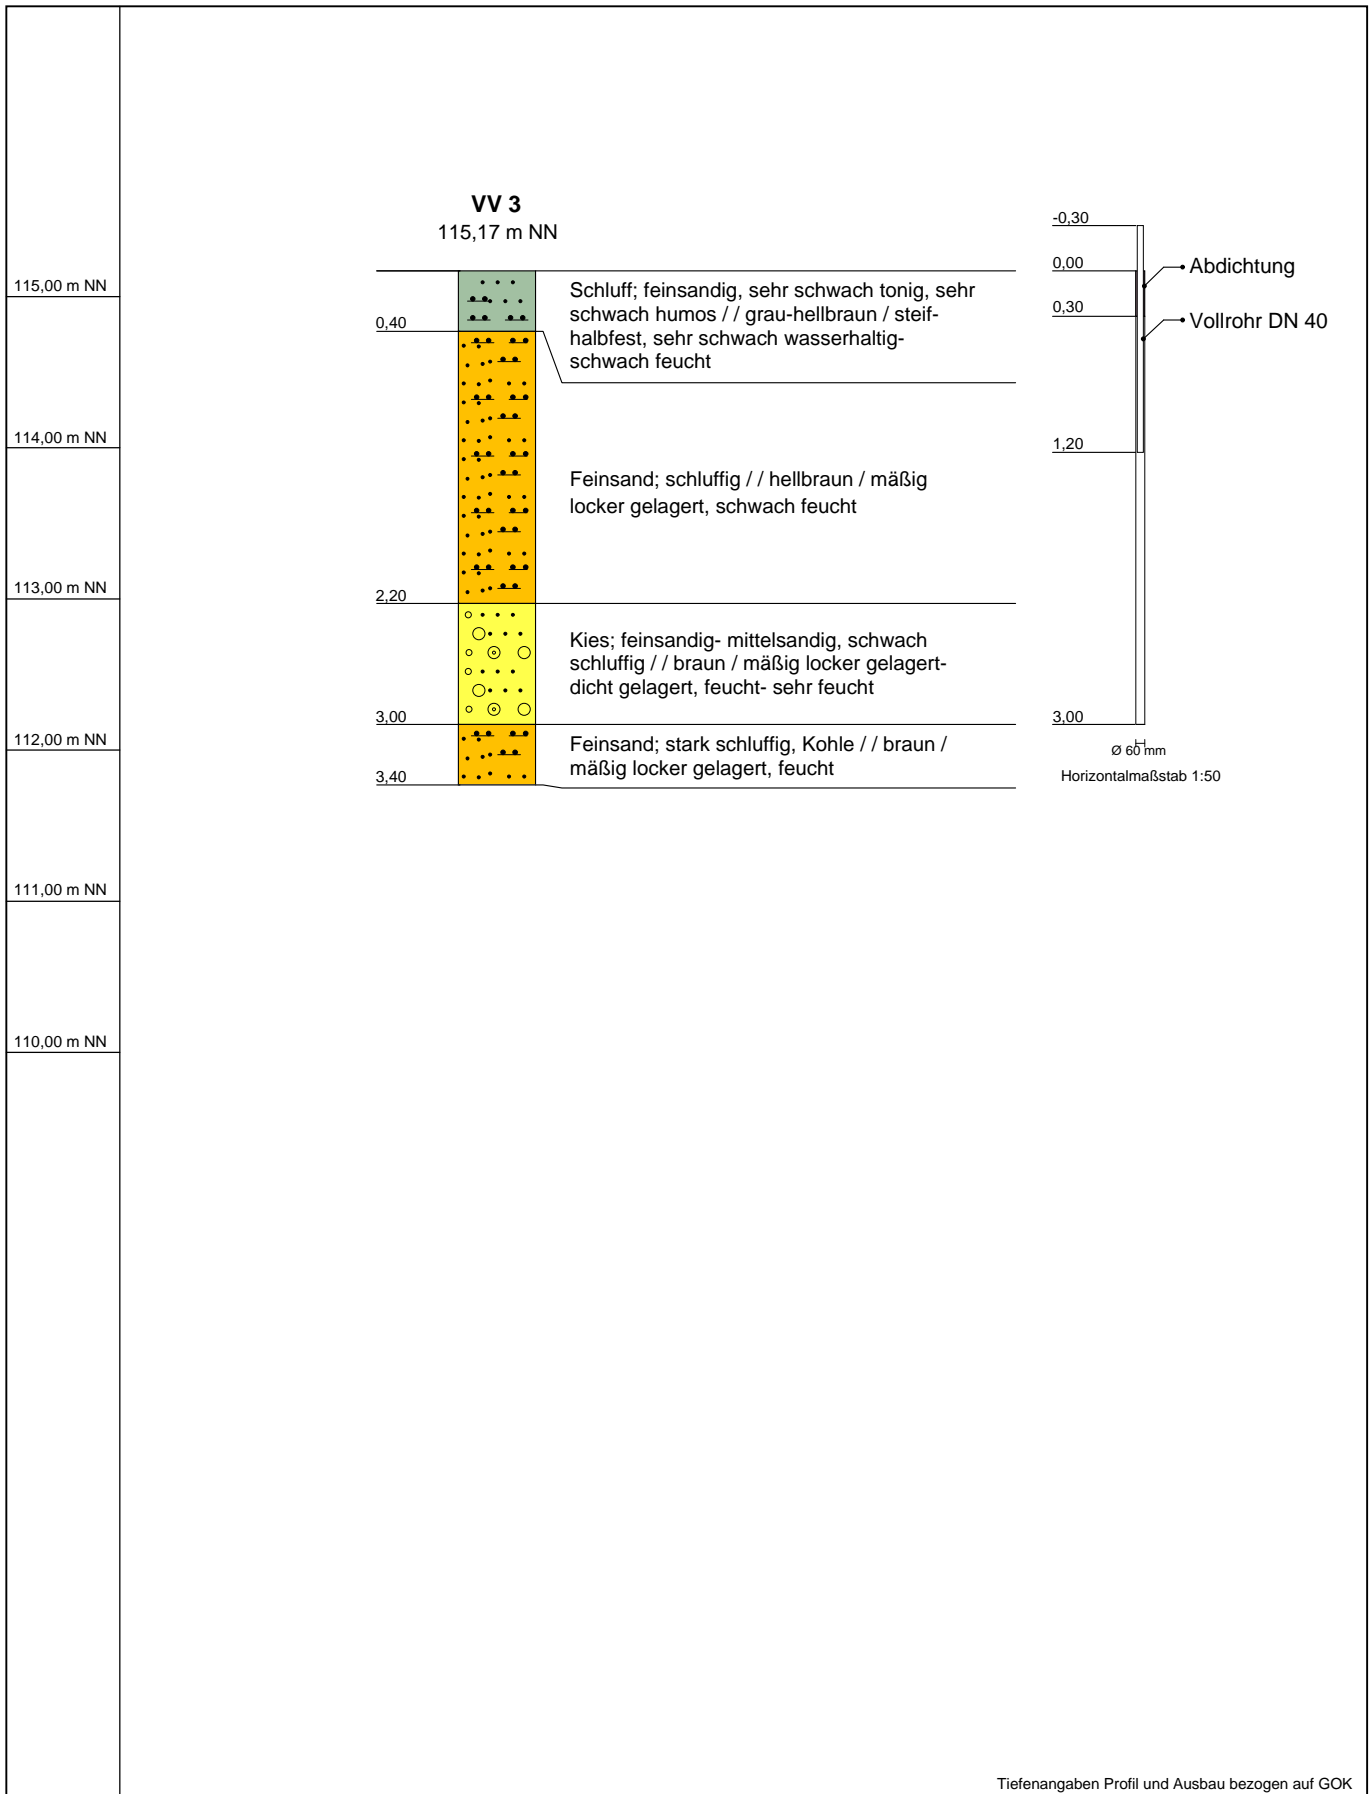 VV 3
115,17 m NN
115,00 m NN
114,00 m NN
113,00 m NN
112,00 m NN
111,00 m NN
110,00 m NN
0,40
2,20
3,00
3,40
Schluff; feinsandig, sehr schwach tonig, sehr
schwach humos / / grau-hellbraun / steif-
halbfest, sehr schwach wasserhaltig-
schwach feucht
Feinsand; schluffig / / hellbraun / mäßig
locker gelagert, schwach feucht
Kies; feinsandig- mittelsandig, schwach
schluffig / / braun / mäßig locker gelagert-
dicht gelagert, feucht- sehr feucht
Feinsand; stark schluffig, Kohle / / braun /
mäßig locker gelagert, feucht
-0,30
0,00
0,30
1,20
3,00
Abdichtung
Vollrohr DN 40
Ø 60 mm
Horizontalmaßstab 1:50
Tiefenangaben Profil und Ausbau bezogen auf GOK